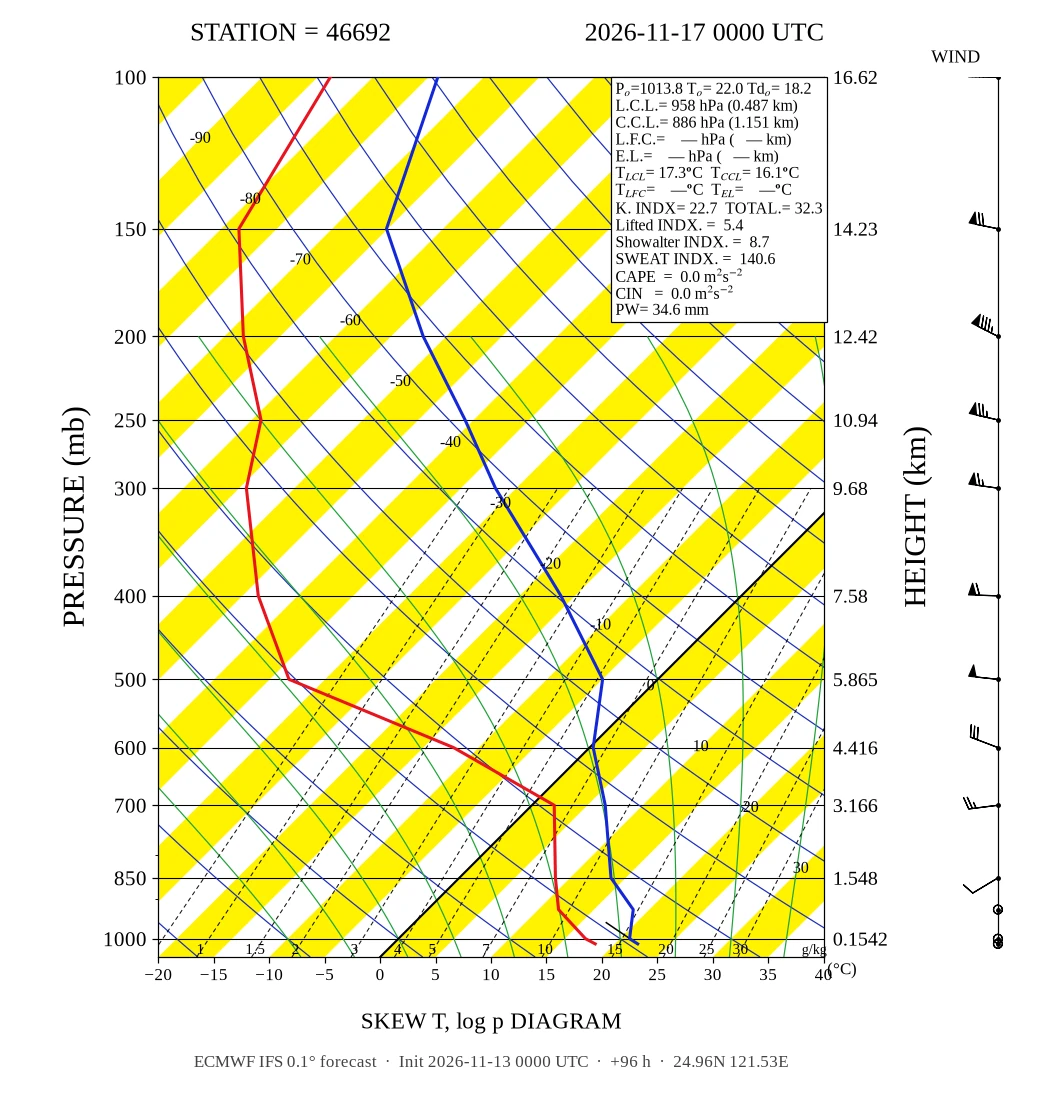 STATION = 46692
2026-11-17 0000 UTC
WIND
Pₒ=1013.8 Tₒ= 22.0 Tdₒ= 18.2
L.C.L.= 958 hPa (0.487 km)
C.C.L.= 886 hPa (1.151 km)
L.F.C.= — hPa ( — km)
E.L.= — hPa ( — km)
T_LCL= 17.3°C T_CCL= 16.1°C
T_LFC= —°C T_EL= —°C
K. INDX= 22.7 TOTAL.= 32.3
Lifted INDX. = 5.4
Showalter INDX. = 8.7
SWEAT INDX. = 140.6
CAPE = 0.0 m²s⁻²
CIN = 0.0 m²s⁻²
PW= 34.6 mm
100
150
200
250
300
400
500
600
700
850
1000
PRESSURE (mb)
-90
-80
-70
-60
-50
-40
-30
-20
-10
0
10
20
30
16.62
14.23
12.42
10.94
9.68
7.58
5.865
4.416
3.166
1.548
0.1542
HEIGHT (km)
1 1.5 2 3 4 5 7 10 15 20 25 30 g/kg
−20 −15 −10 −5 0 5 10 15 20 25 30 35 40 (°C)
SKEW T, log p DIAGRAM
ECMWF IFS 0.1° forecast · Init 2026-11-13 0000 UTC · +96 h · 24.96N 121.53E